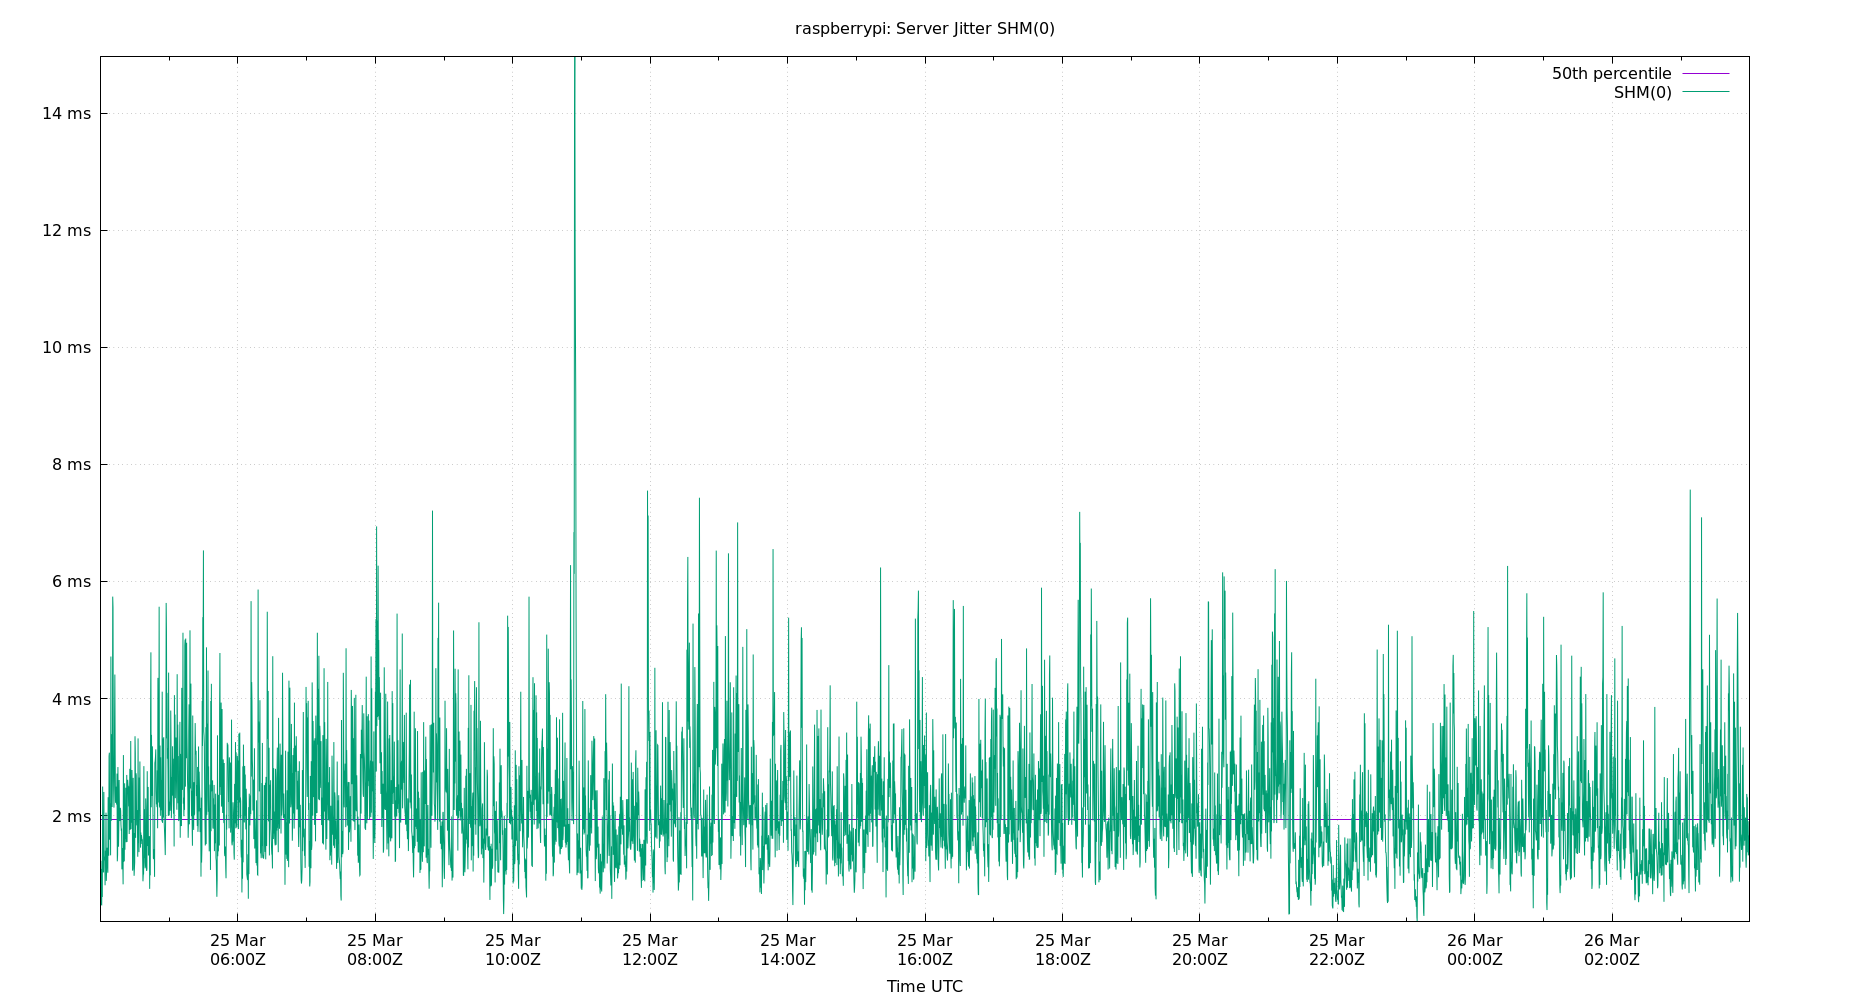 raspberrypi: Server Jitter SHM(0)
50th percentile
SHM(0)
14 ms
12 ms
10 ms
8 ms
6 ms
4 ms
2 ms
25 Mar 25 Mar 25 Mar 25 Mar 25 Mar 25 Mar 25 Mar 25 Mar 25 Mar 26 Mar 26 Mar
06:00Z 08:00Z 10:00Z 12:00Z 14:00Z 16:00Z 18:00Z 20:00Z 22:00Z 00:00Z 02:00Z
Time UTC